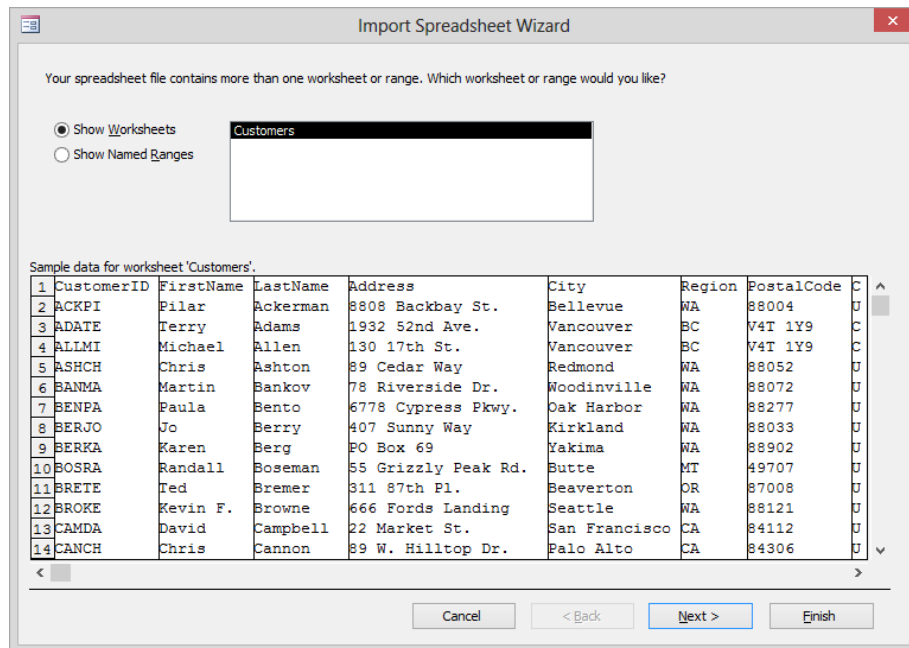 Import Spreadsheet Wizard
Your spreadsheet file contains more than one worksheet or range. Which worksheet or range would you like?
Show Worksheets
Show Named Ranges
Customers
Sample data for worksheet 'Customers'.
1 CustomerID FirstName LastName Address City Region PostalCode C
2 ACKPI Pilar Ackerman 8808 Backbay St. Bellevue WA 88004 U
3 ADATE Terry Adams 1932 52nd Ave. Vancouver BC V4T 1Y9 C
4 ALLMI Michael Allen 130 17th St. Vancouver BC V4T 1Y9 C
5 ASHCH Chris Ashton 89 Cedar Way Redmond WA 88052 U
6 BANMA Martin Bankov 78 Riverside Dr. Woodinville WA 88072 U
7 BENPA Paula Bento 6778 Cypress Pkwy. Oak Harbor WA 88277 U
8 BERJO Jo Berry 407 Sunny Way Kirkland WA 88033 U
9 BERKA Karen Berg PO Box 69 Yakima WA 88902 U
10 BOSRA Randall Boseman 55 Grizzly Peak Rd. Butte MT 49707 U
11 BRETE Ted Bremer 311 87th Pl. Beaverton OR 87008 U
12 BROKE Kevin F. Browne 666 Fords Landing Seattle WA 88121 U
13 CAMDA David Campbell 22 Market St. San Francisco CA 84112 U
14 CANCH Chris Cannon 89 W. Hilltop Dr. Palo Alto CA 84306 U
Cancel < Back Next > Finish